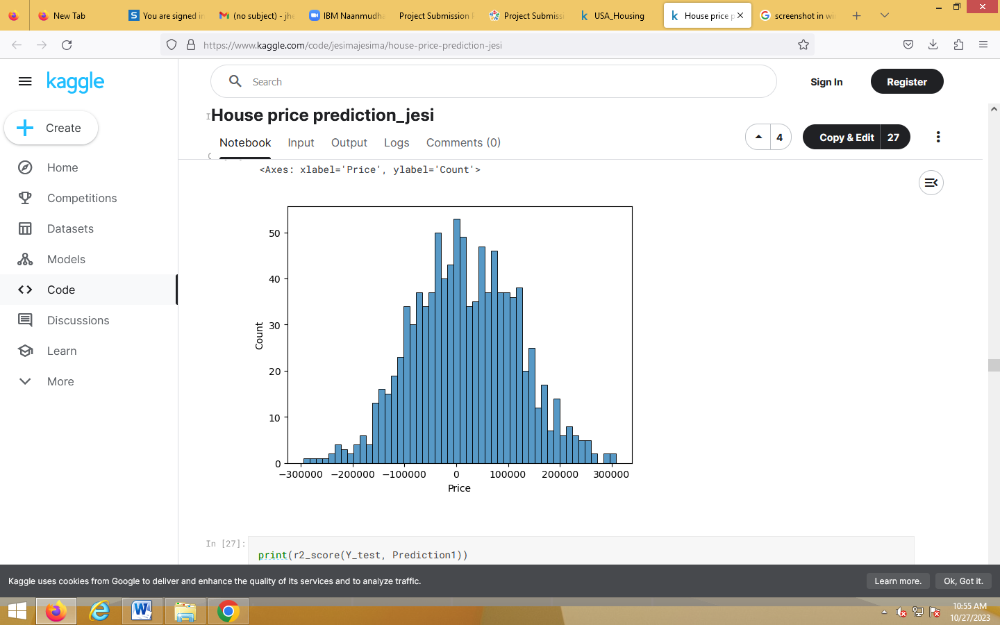 New Tab
You are signed in
(no subject) - jhe
IBM Naanmudha
Project Submission
Project Submissi
USA_Housing
House price p
screenshot in wi
https://www.kaggle.com/code/jesimajesima/house-price-prediction-jesi
kaggle
Search
Sign In
Register
Create
House price prediction_jesi
Notebook
Input
Output
Logs
Comments (0)
4
Copy & Edit
27
Home
Competitions
Datasets
Models
Code
Discussions
Learn
More
<Axes: xlabel='Price', ylabel='Count'>
50
40
30
20
10
0
Count
−300000
−200000
−100000
0
100000
200000
300000
Price
In [27]:
print(r2_score(Y_test, Prediction1))
Kaggle uses cookies from Google to deliver and enhance the quality of its services and to analyze traffic.
Learn more.
Ok, Got it.
10:55 AM
10/27/2023